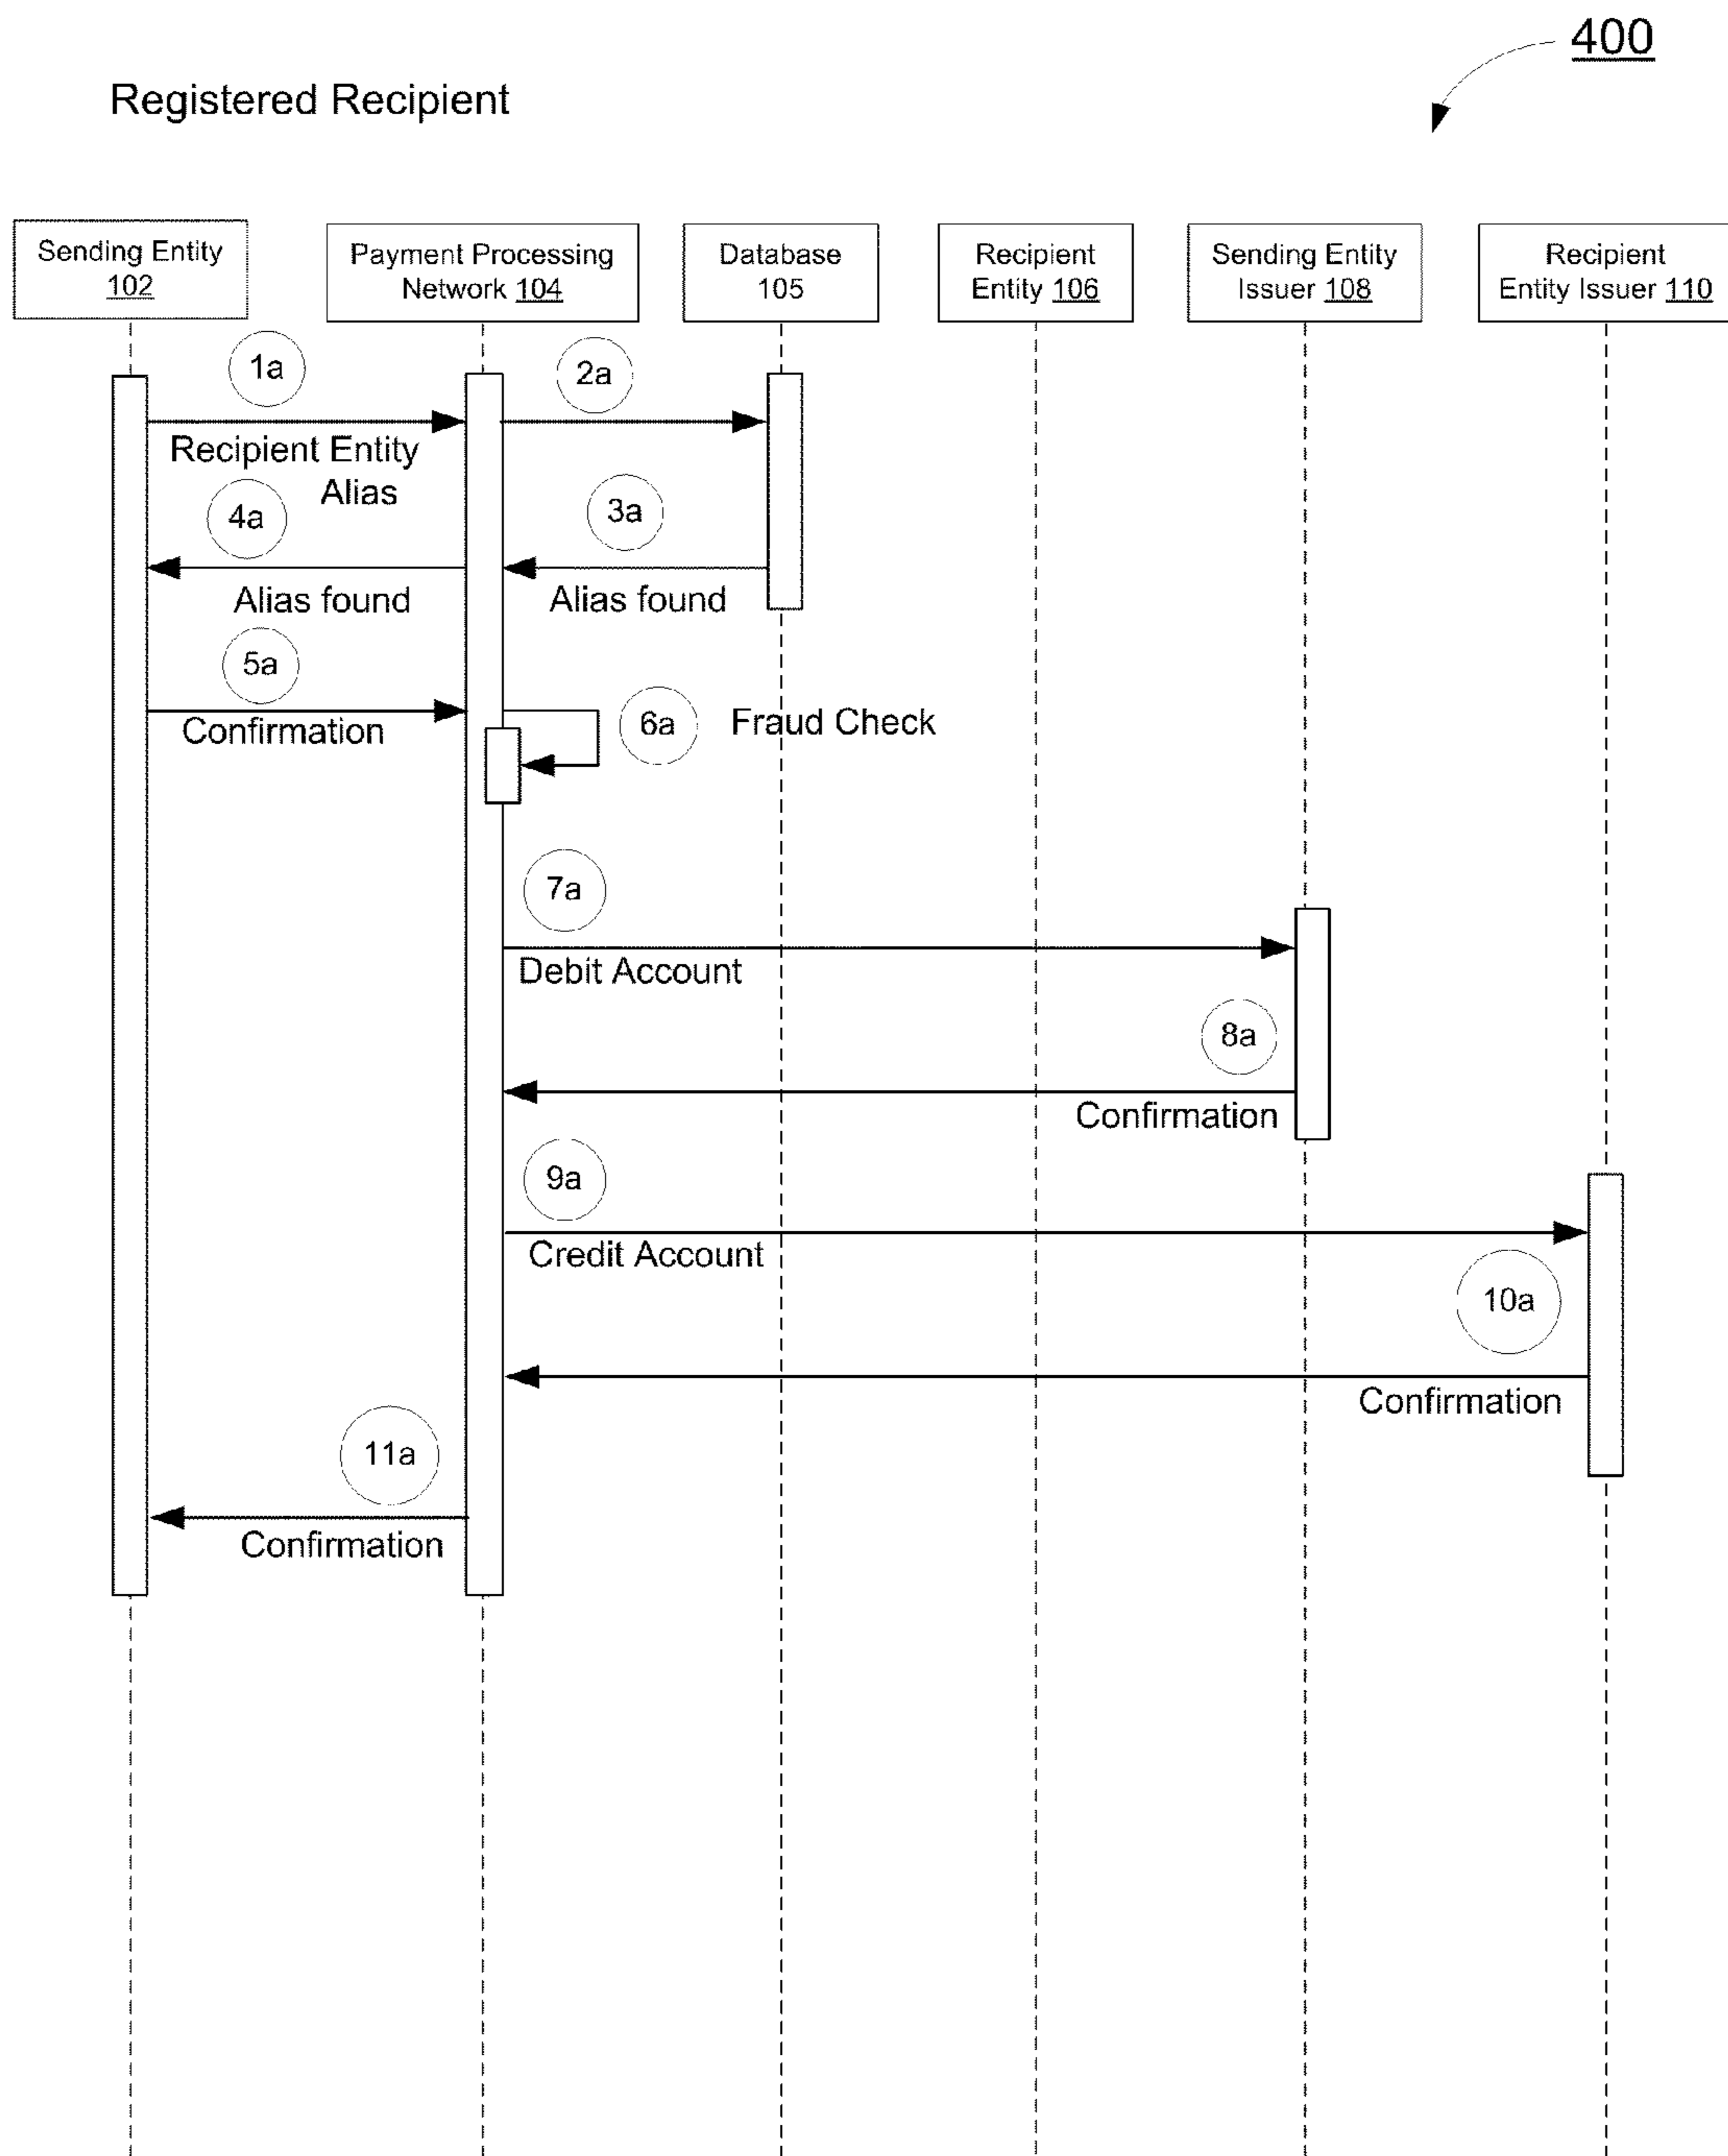 400
Registered Recipient
Sending Entity
102
Payment Processing
Network 104
Database
105
Recipient
Entity 106
Sending Entity
Issuer 108
Recipient
Entity Issuer 110
1a
2a
Recipient Entity
Alias
4a
3a
Alias found
Alias found
5a
Confirmation
6a
Fraud Check
7a
Debit Account
8a
Confirmation
9a
Credit Account
10a
Confirmation
11a
Confirmation